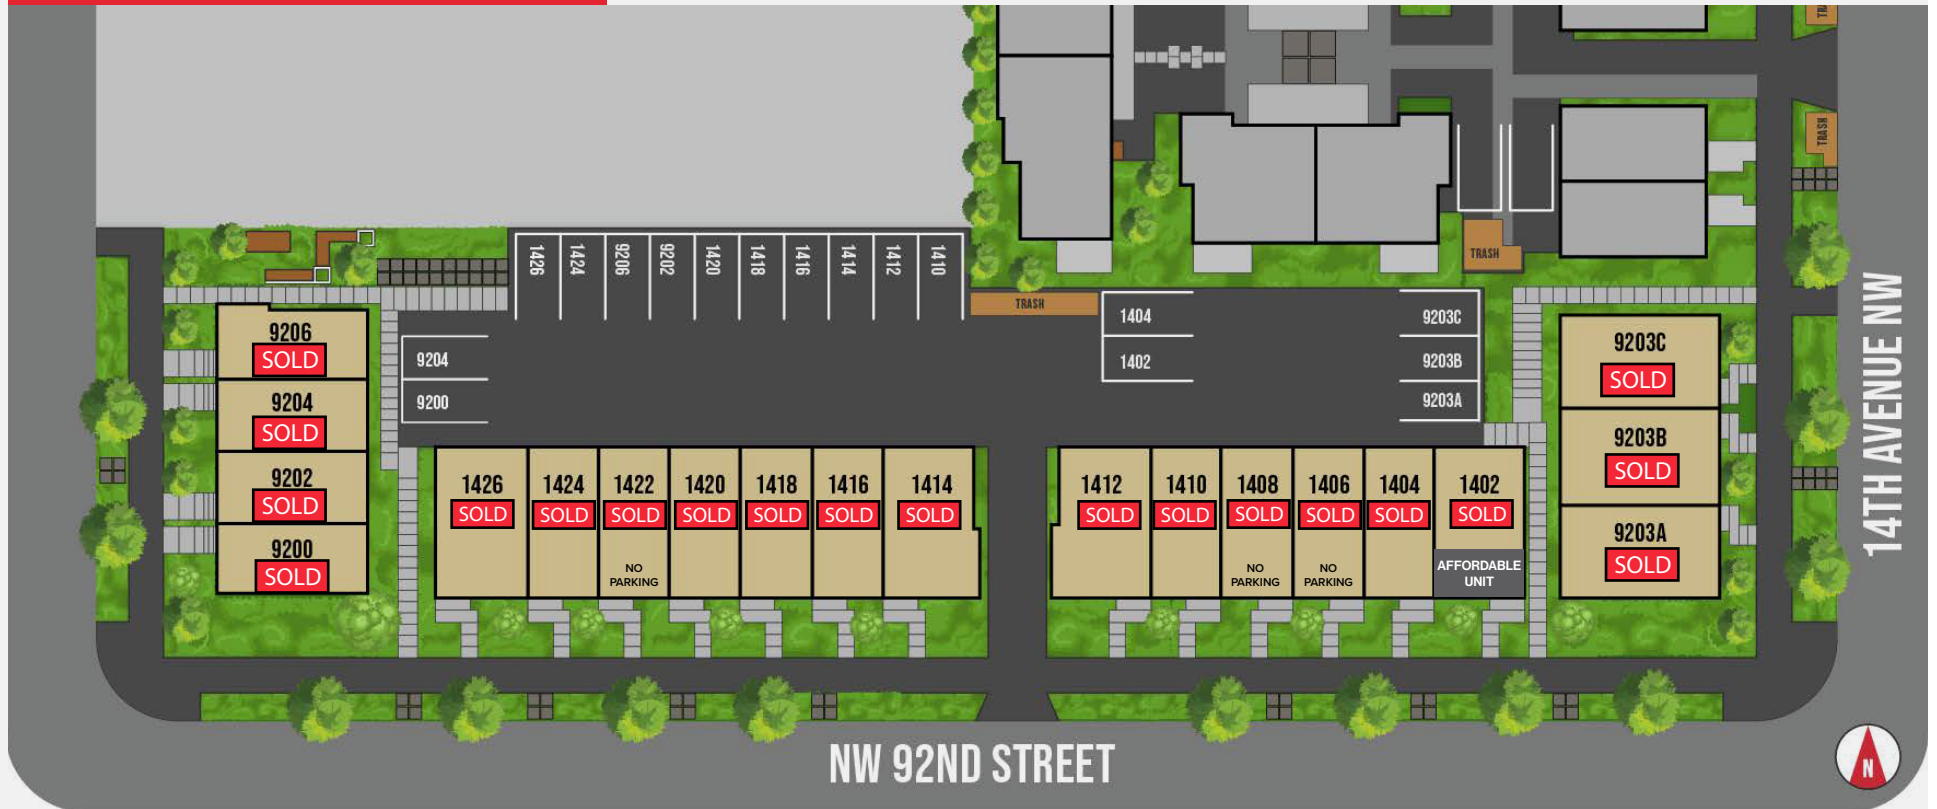 TRASH
TRASH
TRASH
1426
1424
9206
9202
1420
1418
1416
1414
1412
1410
TRASH
1404
1402
9203C
9203B
9203A
9204
9200
9206
SOLD
9204
SOLD
9202
SOLD
9200
SOLD
1426
SOLD
1424
SOLD
1422
SOLD
NO
PARKING
1420
SOLD
1418
SOLD
1416
SOLD
1414
SOLD
1412
SOLD
1410
SOLD
1408
SOLD
NO
PARKING
1406
SOLD
NO
PARKING
1404
SOLD
1402
SOLD
AFFORDABLE
UNIT
9203C
SOLD
9203B
SOLD
9203A
SOLD
14TH AVENUE NW
NW 92ND STREET
N